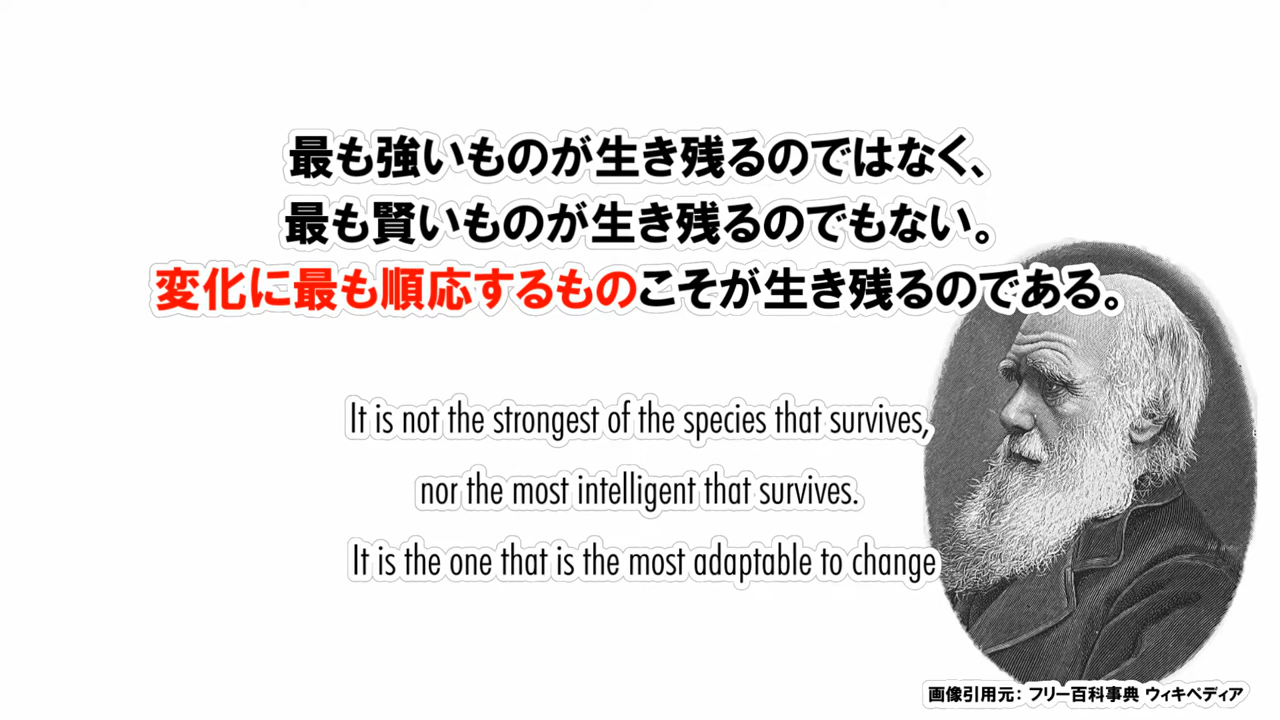 最も強いものが生き残るのではなく、
最も賢いものが生き残るのでもない。
変化に最も順応するものこそが生き残るのである。
It is not the strongest of the species that survives,
nor the most intelligent that survives.
It is the one that is the most adaptable to change
画像引用元：フリー百科事典 ウィキペディア